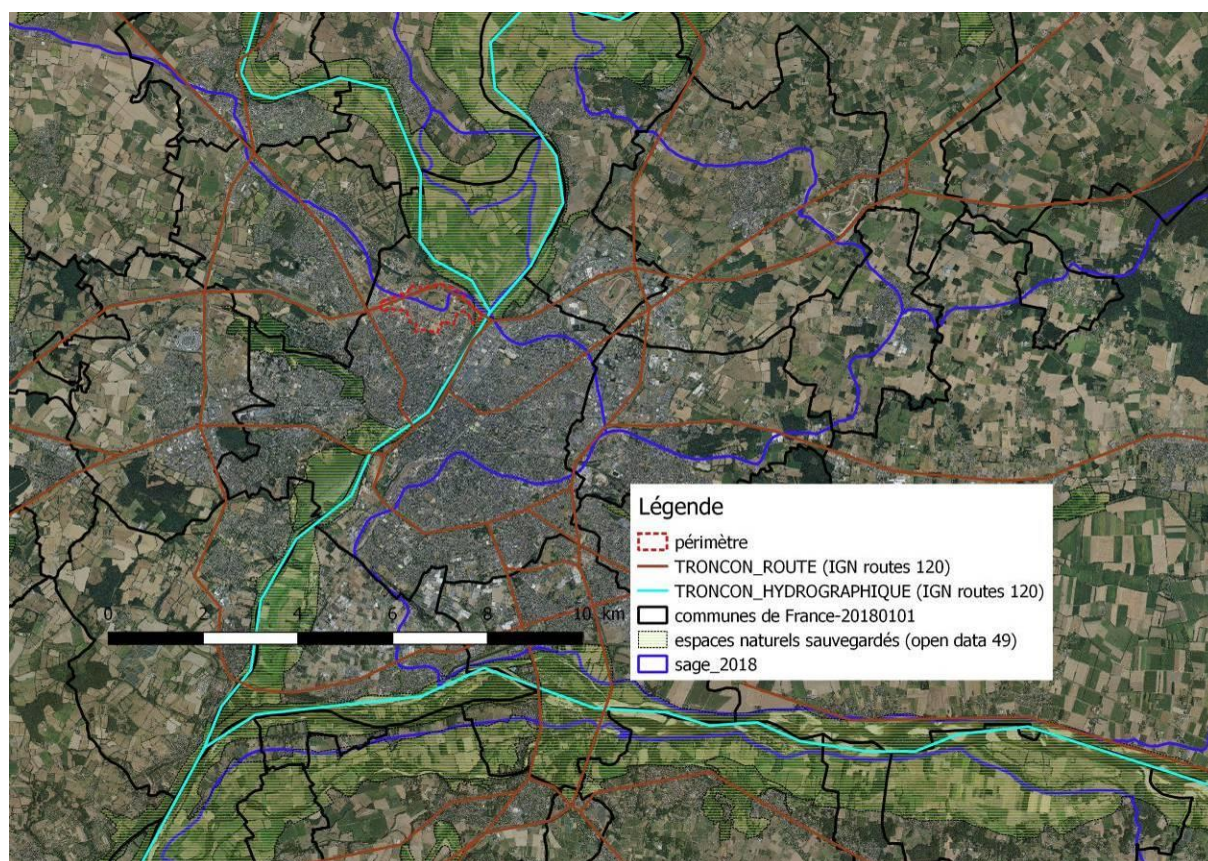 Légende
périmètre
TRONCON_ROUTE (IGN routes 120)
TRONCON_HYDROGRAPHIQUE (IGN routes 120)
communes de France-20180101
espaces naturels sauvegardés (open data 49)
sage_2018
0 2 4 6 8 10 km